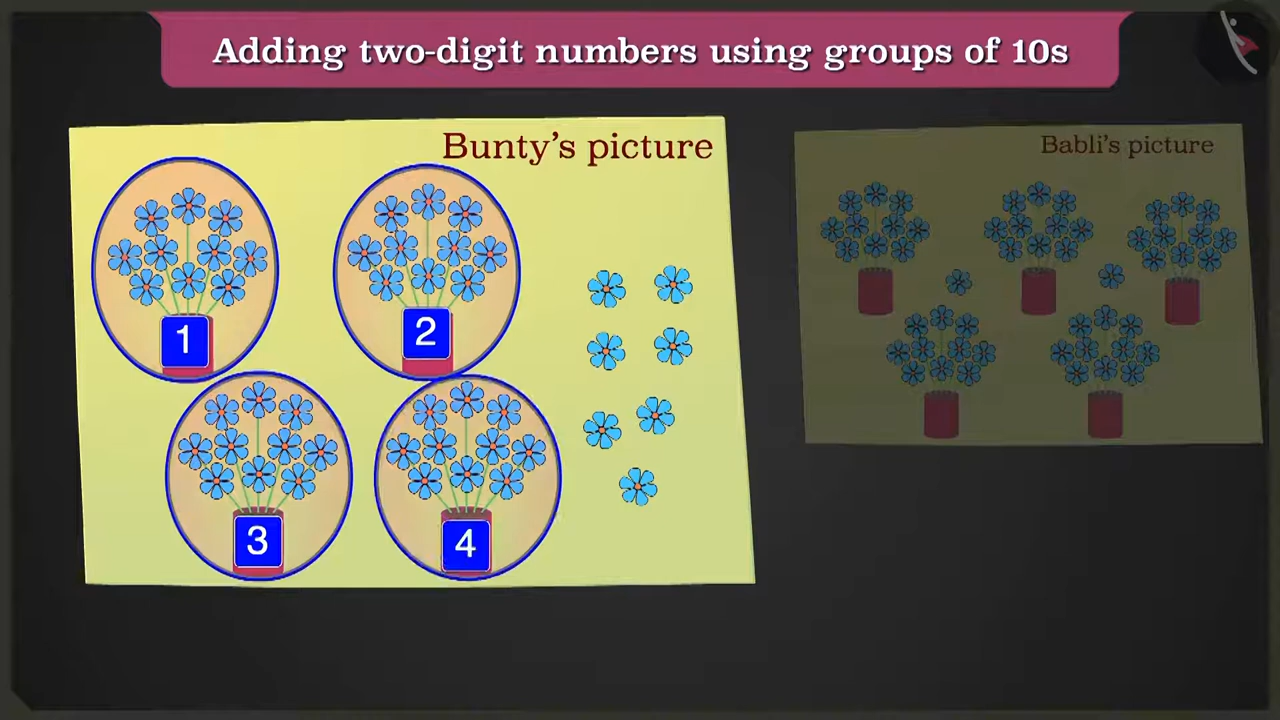 Adding two-digit numbers using groups of 10s
Bunty's picture
Babli's picture
1
2
3
4